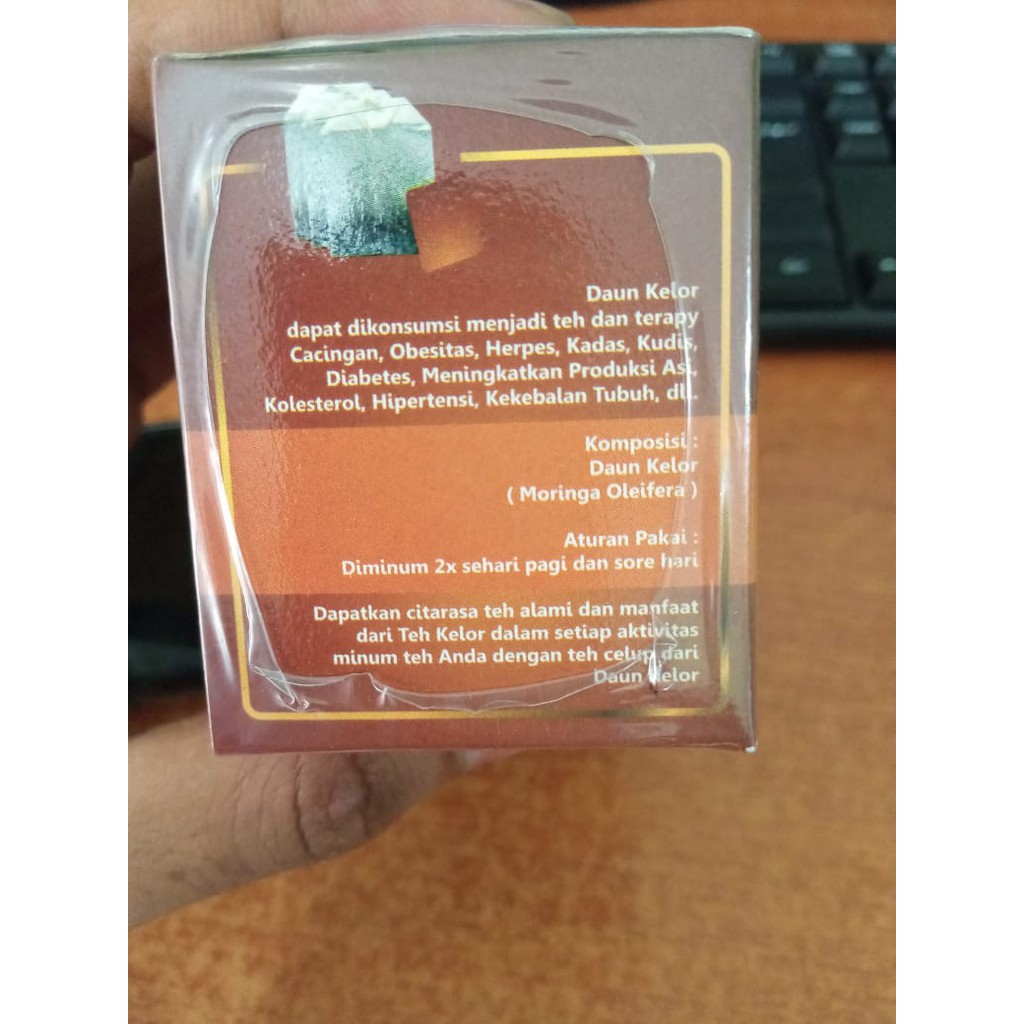 Daun Kelor
dapat dikonsumsi menjadi teh dan terapy
Cacingan, Obesitas, Herpes, Kadas, Kudis,
Diabetes, Meningkatkan Produksi Asi,
Kolesterol, Hipertensi, Kekebalan Tubuh, dll.
Komposisi :
Daun Kelor
( Moringa Oleifera )
Aturan Pakai :
Diminum 2x sehari pagi dan sore hari
Dapatkan citarasa teh alami dan manfaat
dari Teh Kelor dalam setiap aktivitas
minum teh Anda dengan teh celup dari
Daun Kelor